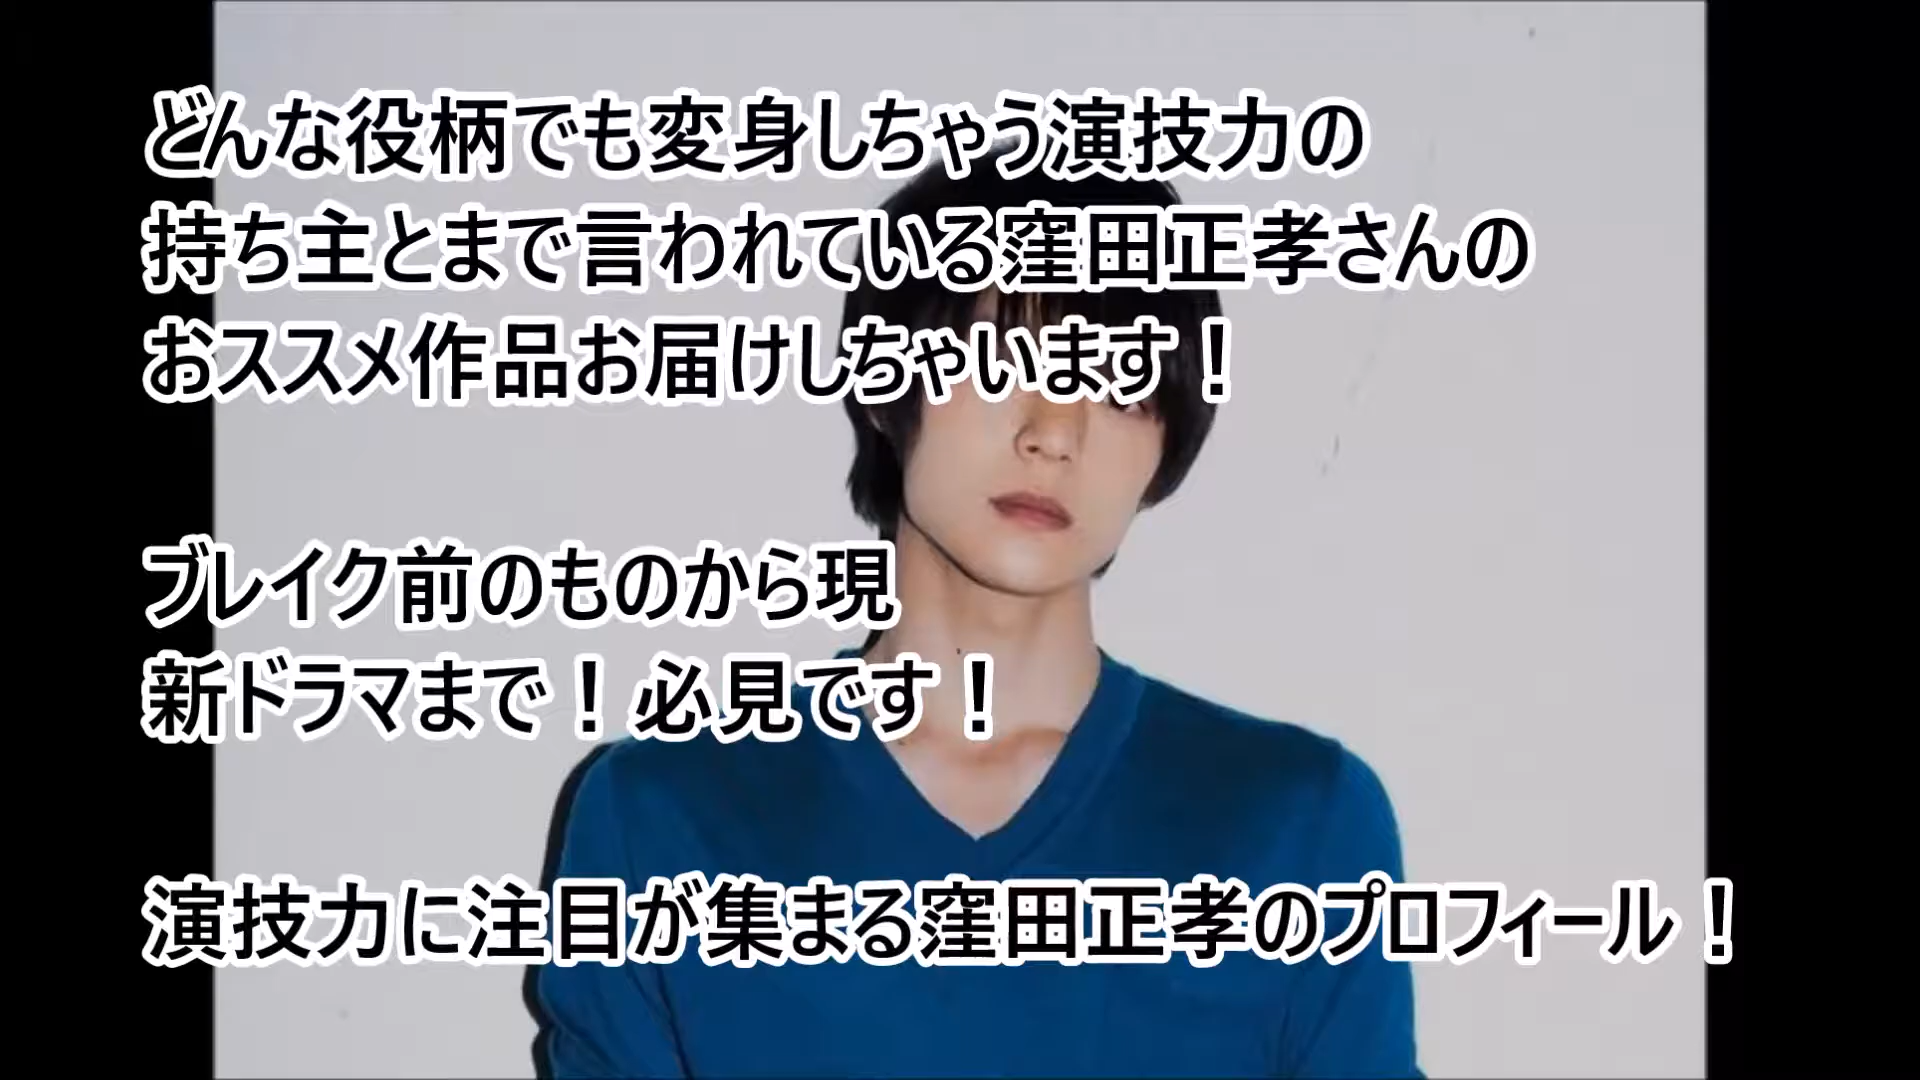 どんな役柄でも変身しちゃう演技力の
持ち主とまで言われている窪田正孝さんの
おススメ作品お届けしちゃいます！
ブレイク前のものから現
新ドラマまで！必見です！
演技力に注目が集まる窪田正孝のプロフィール！